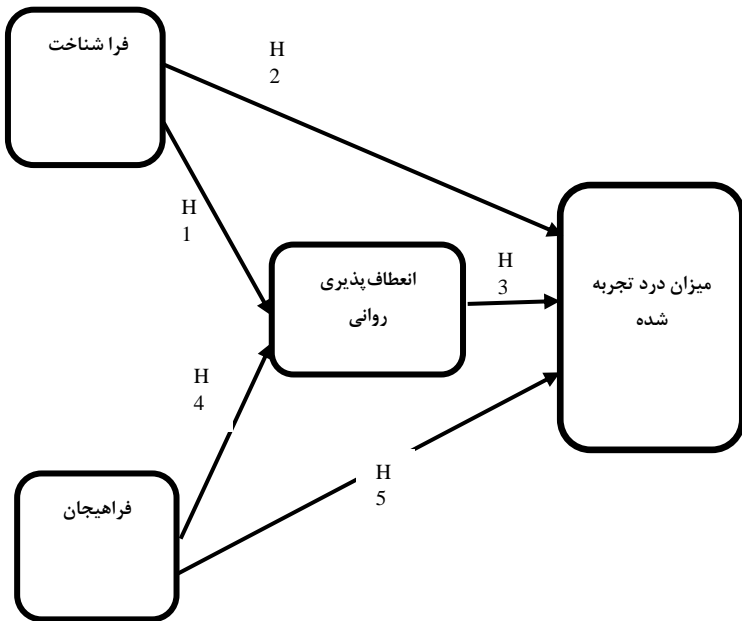 فرا شناخت
H
2
H
1
انعطاف‌پذیری
روانی
H
3
میزان درد تجربه
شده
H
4
H
5
فراهیجان